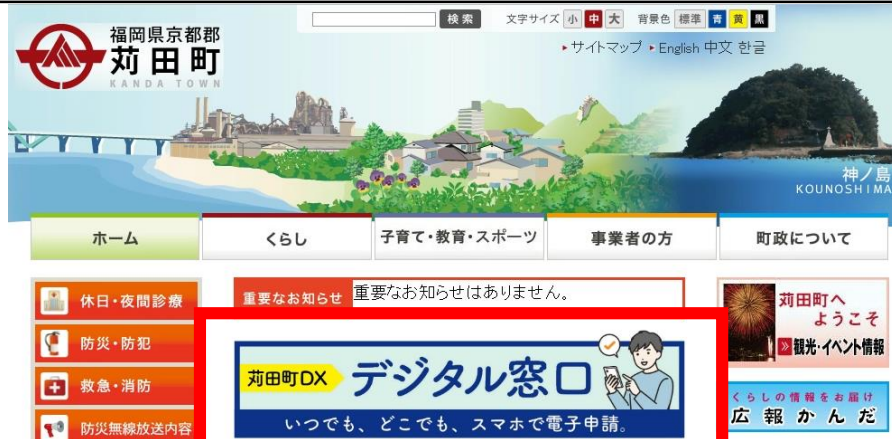 福岡県京都郡
苅田町
KANDA TOWN
検索
文字サイズ 小 中 大 背景色 標準 青 黄 黒
サイトマップ English 中文 한글
神ノ島
KOUNOSHIMA
ホーム くらし 子育て・教育・スポーツ 事業者の方 町政について
休日・夜間診療
防災・防犯
救急・消防
防災無線放送内容
重要なお知らせ 重要なお知らせはありません。
苅田町DX デジタル窓口
いつでも、どこでも、スマホで電子申請。
苅田町へ
ようこそ
観光・イベント情報
くらしの情報をお届け
広報かんだ